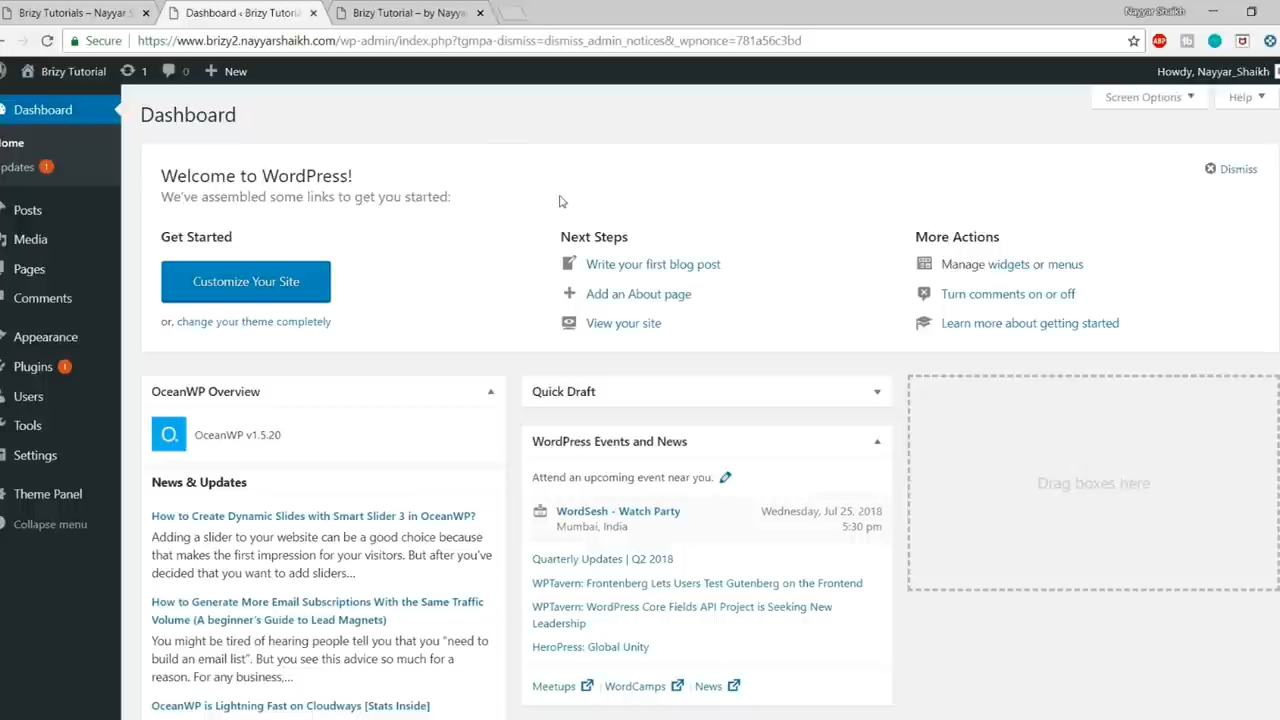 Brizy Tutorials – Nayyar S
Dashboard ‹ Brizy Tutorial
Brizy Tutorial – by Nayya
Nayyar Shaikh
Secure
https://www.brizy2.nayyarshaikh.com/wp-admin/index.php?tgmpa-dismiss=dismiss_admin_notices&_wpnonce=781a56c3bd
ABP
Brizy Tutorial
1
0
New
Howdy, Nayyar_Shaikh
Dashboard
ome
pdates 1
Posts
Media
Pages
Comments
Appearance
Plugins 1
Users
Tools
Settings
Theme Panel
Collapse menu
Screen Options
Help
Dashboard
Welcome to WordPress!
We've assembled some links to get you started:
Dismiss
Get Started
Customize Your Site
or, change your theme completely
Next Steps
Write your first blog post
Add an About page
View your site
More Actions
Manage widgets or menus
Turn comments on or off
Learn more about getting started
OceanWP Overview
O.
OceanWP v1.5.20
News & Updates
How to Create Dynamic Slides with Smart Slider 3 in OceanWP?
Adding a slider to your website can be a good choice because
that makes the first impression for your visitors. But after you've
decided that you want to add sliders...
How to Generate More Email Subscriptions With the Same Traffic
Volume (A beginner's Guide to Lead Magnets)
You might be tired of hearing people tell you that you "need to
build an email list". But you see this advice so much for a
reason. For any business,...
OceanWP is Lightning Fast on Cloudways [Stats Inside]
Quick Draft
WordPress Events and News
Attend an upcoming event near you.
WordSesh - Watch Party
Mumbai, India
Wednesday, Jul 25, 2018
5:30 pm
Quarterly Updates | Q2 2018
WPTavern: Frontenberg Lets Users Test Gutenberg on the Frontend
WPTavern: WordPress Core Fields API Project is Seeking New
Leadership
HeroPress: Global Unity
Meetups | WordCamps | News
Drag boxes here